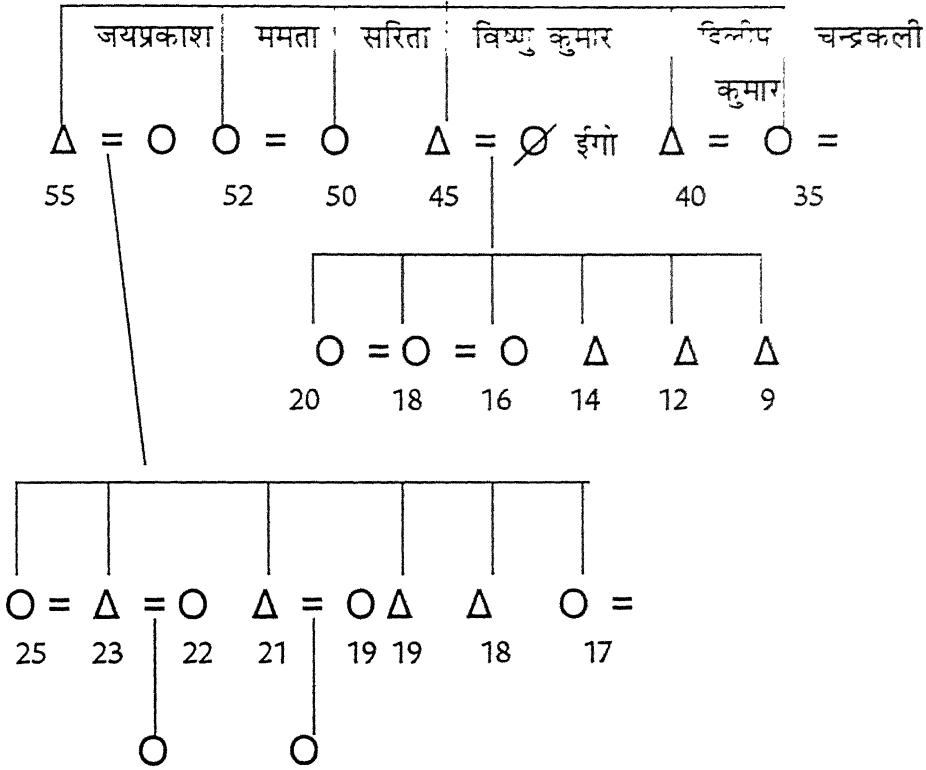 जयप्रकाश ममता सरिता विष्णु कुमार दिलीप चन्द्रकली
कुमार
Δ = O O = O Δ = Ø ईगो Δ = O =
55 52 50 45 40 35
O = O = O Δ Δ Δ
20 18 16 14 12 9
O = Δ = O Δ = O Δ Δ O =
25 23 22 21 19 19 18 17
O O